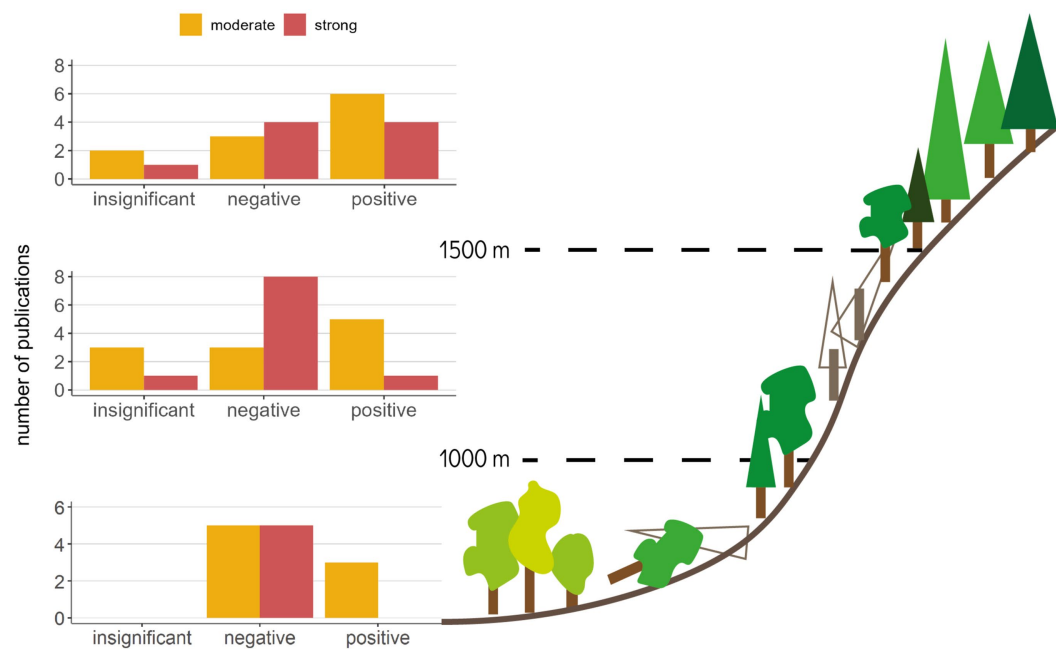 moderate strong
number of publications
8
6
4
2
0
insignificant negative positive
1500 m
8
6
4
2
0
insignificant negative positive
1000 m
6
4
2
0
insignificant negative positive